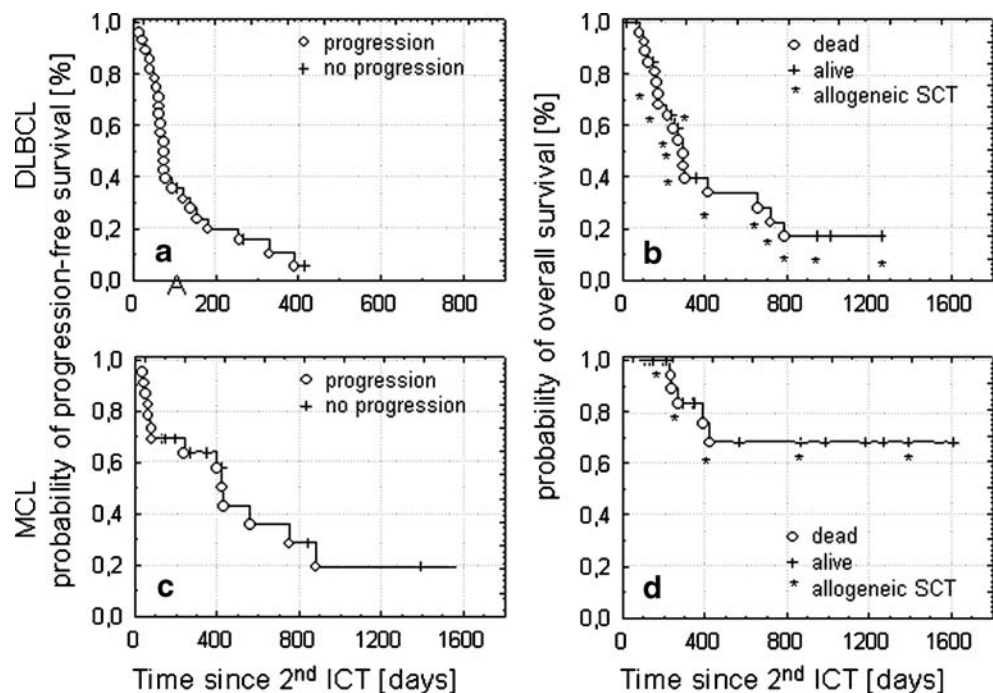 DLBCL
MCL
probability of progression-free survival [%]
1,0
0,8
0,6
0,4
0,2
0,0
progression
no progression
a
0 200 400 600 800
probability of overall survival [%]
1,0
0,8
0,6
0,4
0,2
0,0
dead
alive
* allogeneic SCT
b
0 400 800 1200 1600
1,0
0,8
0,6
0,4
0,2
0,0
progression
no progression
c
0 400 800 1200 1600
Time since 2nd ICT [days]
1,0
0,8
0,6
0,4
0,2
0,0
dead
alive
* allogeneic SCT
d
0 400 800 1200 1600
Time since 2nd ICT [days]